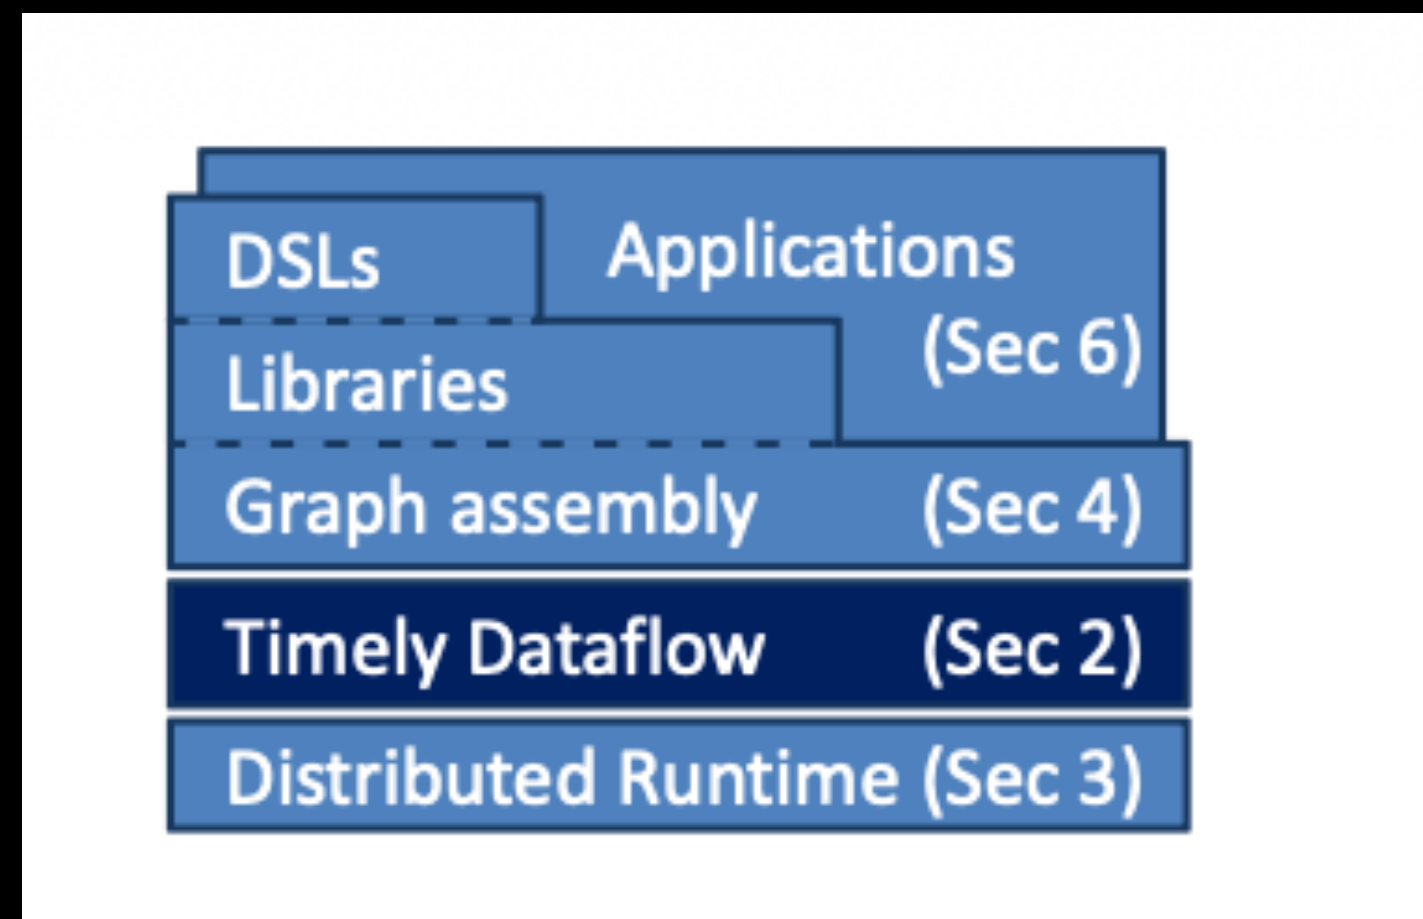 DSLs
Applications
(Sec 6)
Libraries
Graph assembly (Sec 4)
Timely Dataflow (Sec 2)
Distributed Runtime (Sec 3)